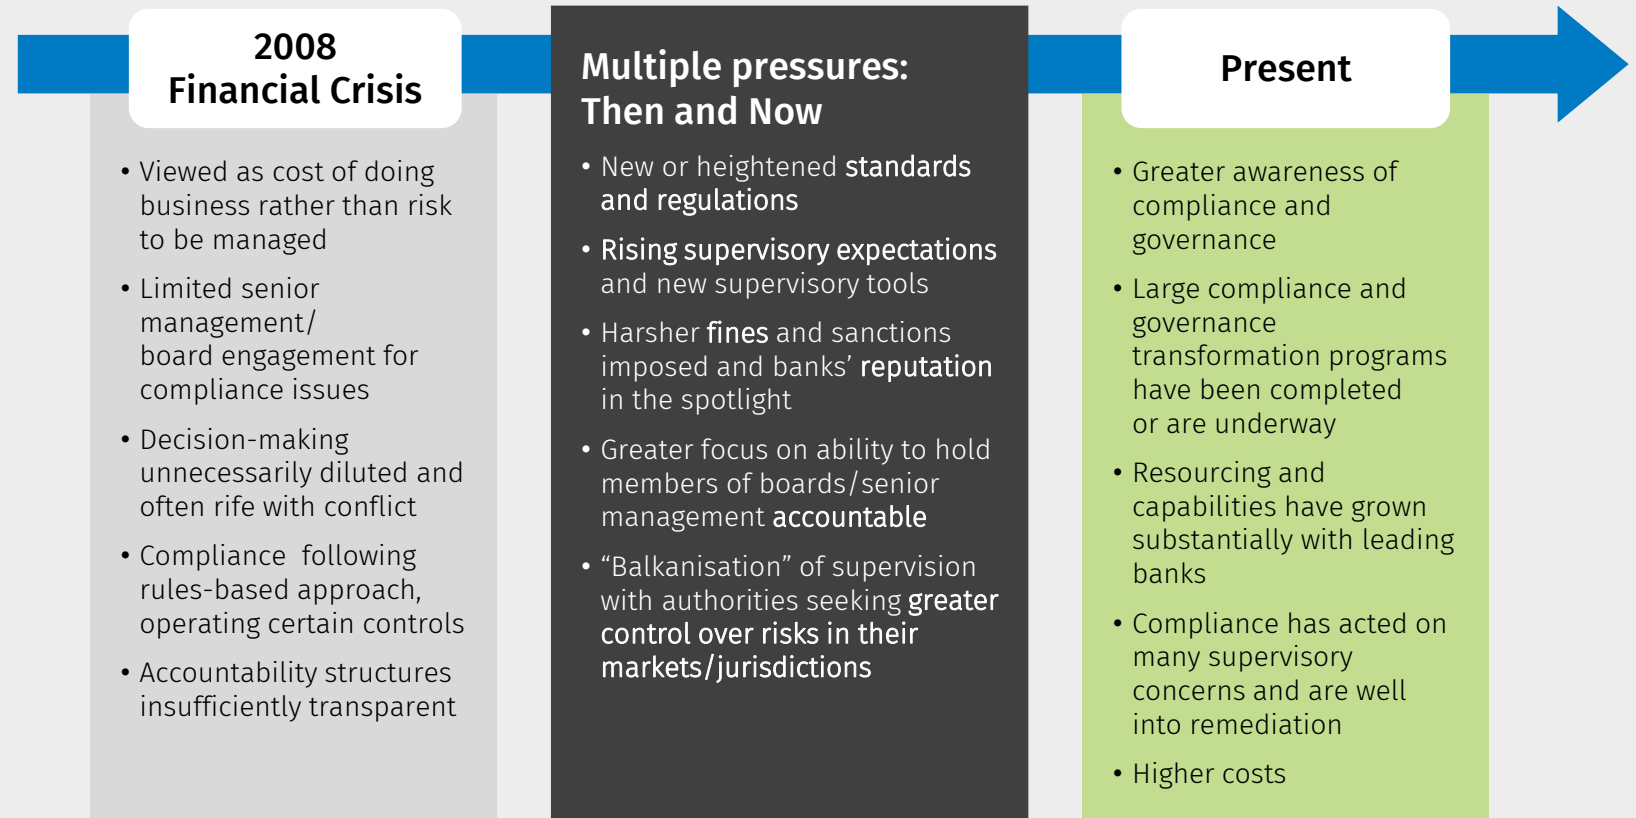 2008
Financial Crisis
• Viewed as cost of doing
business rather than risk
to be managed
• Limited senior
management/
board engagement for
compliance issues
• Decision-making
unnecessarily diluted and
often rife with conflict
• Compliance following
rules-based approach,
operating certain controls
• Accountability structures
insufficiently transparent
Multiple pressures:
Then and Now
• New or heightened standards
and regulations
• Rising supervisory expectations
and new supervisory tools
• Harsher fines and sanctions
imposed and banks’ reputation
in the spotlight
• Greater focus on ability to hold
members of boards/senior
management accountable
• “Balkanisation” of supervision
with authorities seeking greater
control over risks in their
markets/jurisdictions
Present
• Greater awareness of
compliance and
governance
• Large compliance and
governance
transformation programs
have been completed
or are underway
• Resourcing and
capabilities have grown
substantially with leading
banks
• Compliance has acted on
many supervisory
concerns and are well
into remediation
• Higher costs